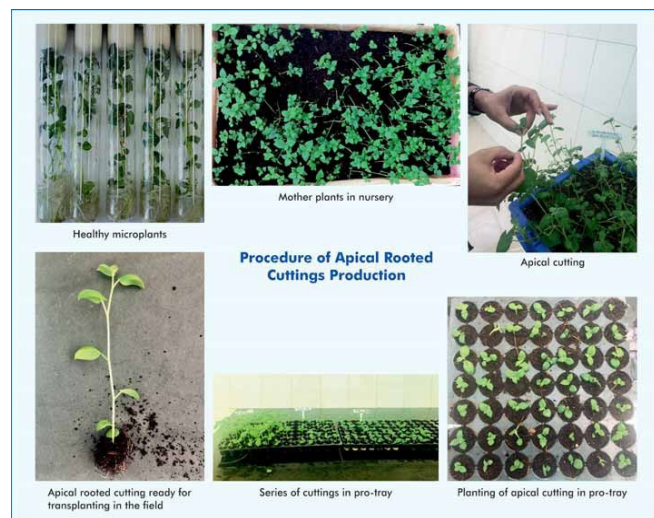 Healthy microplants
Mother plants in nursery
Apical cutting
Procedure of Apical Rooted
Cuttings Production
Apical rooted cutting ready for
transplanting in the field
Series of cuttings in pro-tray
Planting of apical cutting in pro-tray